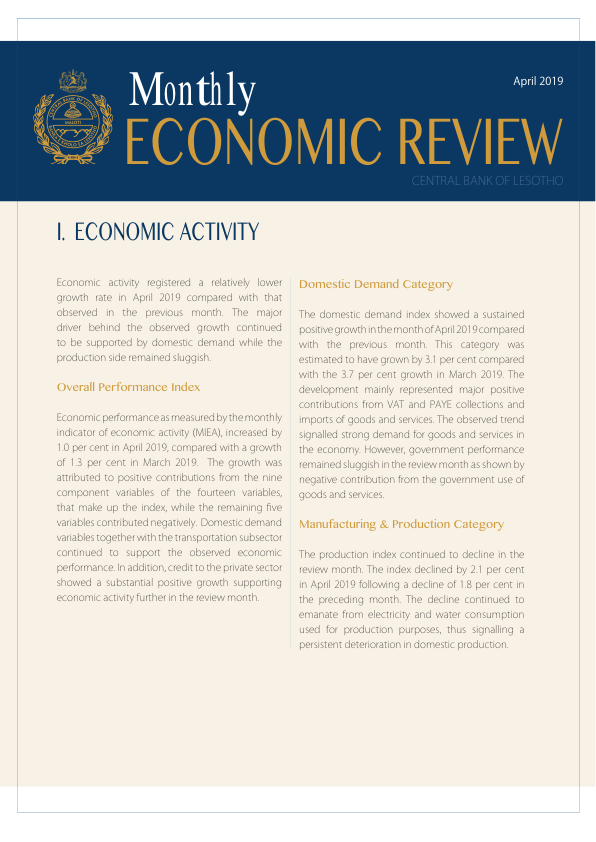 Monthly
April 2019
ECONOMIC REVIEW
CENTRAL BANK OF LESOTHO
CENTRAL BANK OF LESOTHO
MALOTI
I. ECONOMIC ACTIVITY
Economic activity registered a relatively lower
growth rate in April 2019 compared with that
observed in the previous month. The major
driver behind the observed growth continued
to be supported by domestic demand while the
production side remained sluggish.
Overall Performance Index
Economic performance as measured by the monthly
indicator of economic activity (MIEA), increased by
1.0 per cent in April 2019, compared with a growth
of 1.3 per cent in March 2019. The growth was
attributed to positive contributions from the nine
component variables of the fourteen variables,
that make up the index, while the remaining five
variables contributed negatively. Domestic demand
variables together with the transportation subsector
continued to support the observed economic
performance. In addition, credit to the private sector
showed a substantial positive growth supporting
economic activity further in the review month.
Domestic Demand Category
The domestic demand index showed a sustained
positive growth in the month of April 2019 compared
with the previous month. This category was
estimated to have grown by 3.1 per cent compared
with the 3.7 per cent growth in March 2019. The
development mainly represented major positive
contributions from VAT and PAYE collections and
imports of goods and services. The observed trend
signalled strong demand for goods and services in
the economy. However, government performance
remained sluggish in the review month as shown by
negative contribution from the government use of
goods and services.
Manufacturing & Production Category
The production index continued to decline in the
review month. The index declined by 2.1 per cent
in April 2019 following a decline of 1.8 per cent in
the preceding month. The decline continued to
emanate from electricity and water consumption
used for production purposes, thus signalling a
persistent deterioration in domestic production.